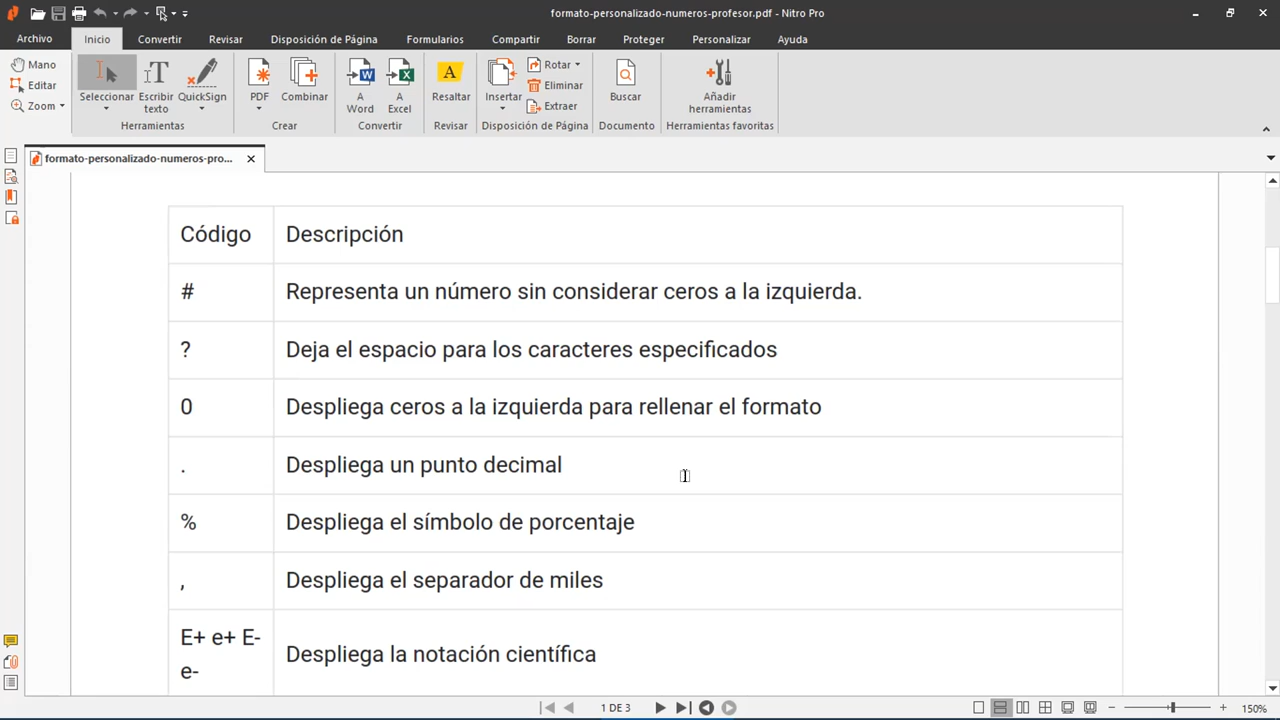 formato-personalizado-numeros-profesor.pdf - Nitro Pro
Archivo Inicio Convertir Revisar Disposición de Página Formularios Compartir Borrar Proteger Personalizar Ayuda
Mano
Editar
Zoom
Seleccionar
Escribir texto
QuickSign
Herramientas
PDF
Combinar
Crear
A Word
A Excel
Convertir
Resaltar
Revisar
Insertar
Rotar
Eliminar
Extraer
Disposición de Página
Buscar
Documento
Añadir herramientas
Herramientas favoritas
formato-personalizado-numeros-pro...
Código Descripción
# Representa un número sin considerar ceros a la izquierda.
? Deja el espacio para los caracteres especificados
0 Despliega ceros a la izquierda para rellenar el formato
. Despliega un punto decimal
% Despliega el símbolo de porcentaje
, Despliega el separador de miles
E+ e+ E-
e- Despliega la notación científica
1 DE 3
150%